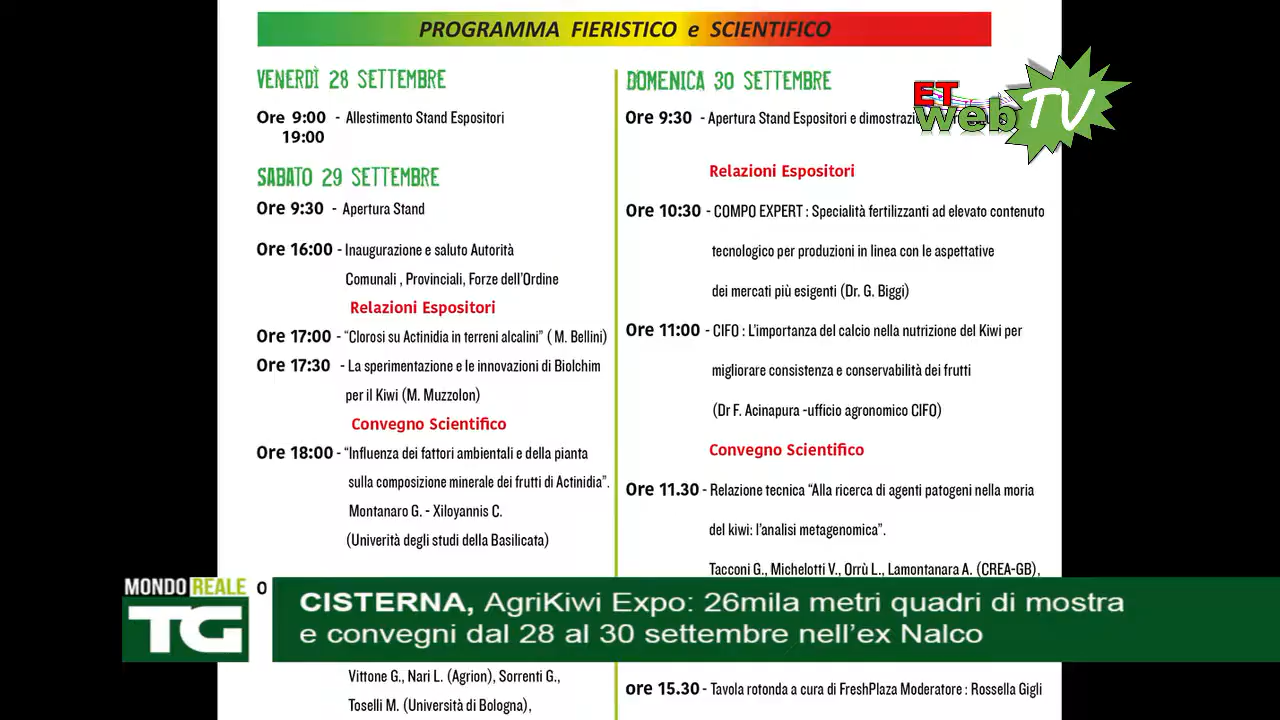 PROGRAMMA FIERISTICO e SCIENTIFICO
VENERDÌ 28 SETTEMBRE
Ore 9:00 - Allestimento Stand Espositori
19:00
SABATO 29 SETTEMBRE
Ore 9:30 - Apertura Stand
Ore 16:00 - Inaugurazione e saluto Autorità
Comunali , Provinciali, Forze dell'Ordine
Relazioni Espositori
Ore 17:00 - "Clorosi su Actinidia in terreni alcalini" ( M. Bellini)
Ore 17:30 - La sperimentazione e le innovazioni di Biolchim
per il Kiwi (M. Muzzolon)
Convegno Scientifico
Ore 18:00 - "Influenza dei fattori ambientali e della pianta
sulla composizione minerale dei frutti di Actinidia".
Montanaro G. - Xiloyannis C.
(Univerità degli studi della Basilicata)
O
Vittone G., Nari L. (Agrion), Sorrenti G.,
Toselli M. (Università di Bologna),
DOMENICA 30 SETTEMBRE
Ore 9:30 - Apertura Stand Espositori e dimostrazi
Relazioni Espositori
Ore 10:30 - COMPO EXPERT : Specialità fertilizzanti ad elevato contenuto
tecnologico per produzioni in linea con le aspettative
dei mercati più esigenti (Dr. G. Biggi)
Ore 11:00 - CIFO : L'importanza del calcio nella nutrizione del Kiwi per
migliorare consistenza e conservabilità dei frutti
(Dr F. Acinapura -ufficio agronomico CIFO)
Convegno Scientifico
Ore 11.30 - Relazione tecnica "Alla ricerca di agenti patogeni nella moria
del kiwi: l'analisi metagenomica".
Tacconi G., Michelotti V., Orrù L., Lamontanara A. (CREA-GB),
ore 15.30 - Tavola rotonda a cura di FreshPlaza Moderatore : Rossella Gigli
ET
web TV
MONDO REALE
TG
CISTERNA, AgriKiwi Expo: 26mila metri quadri di mostra
e convegni dal 28 al 30 settembre nell'ex Nalco